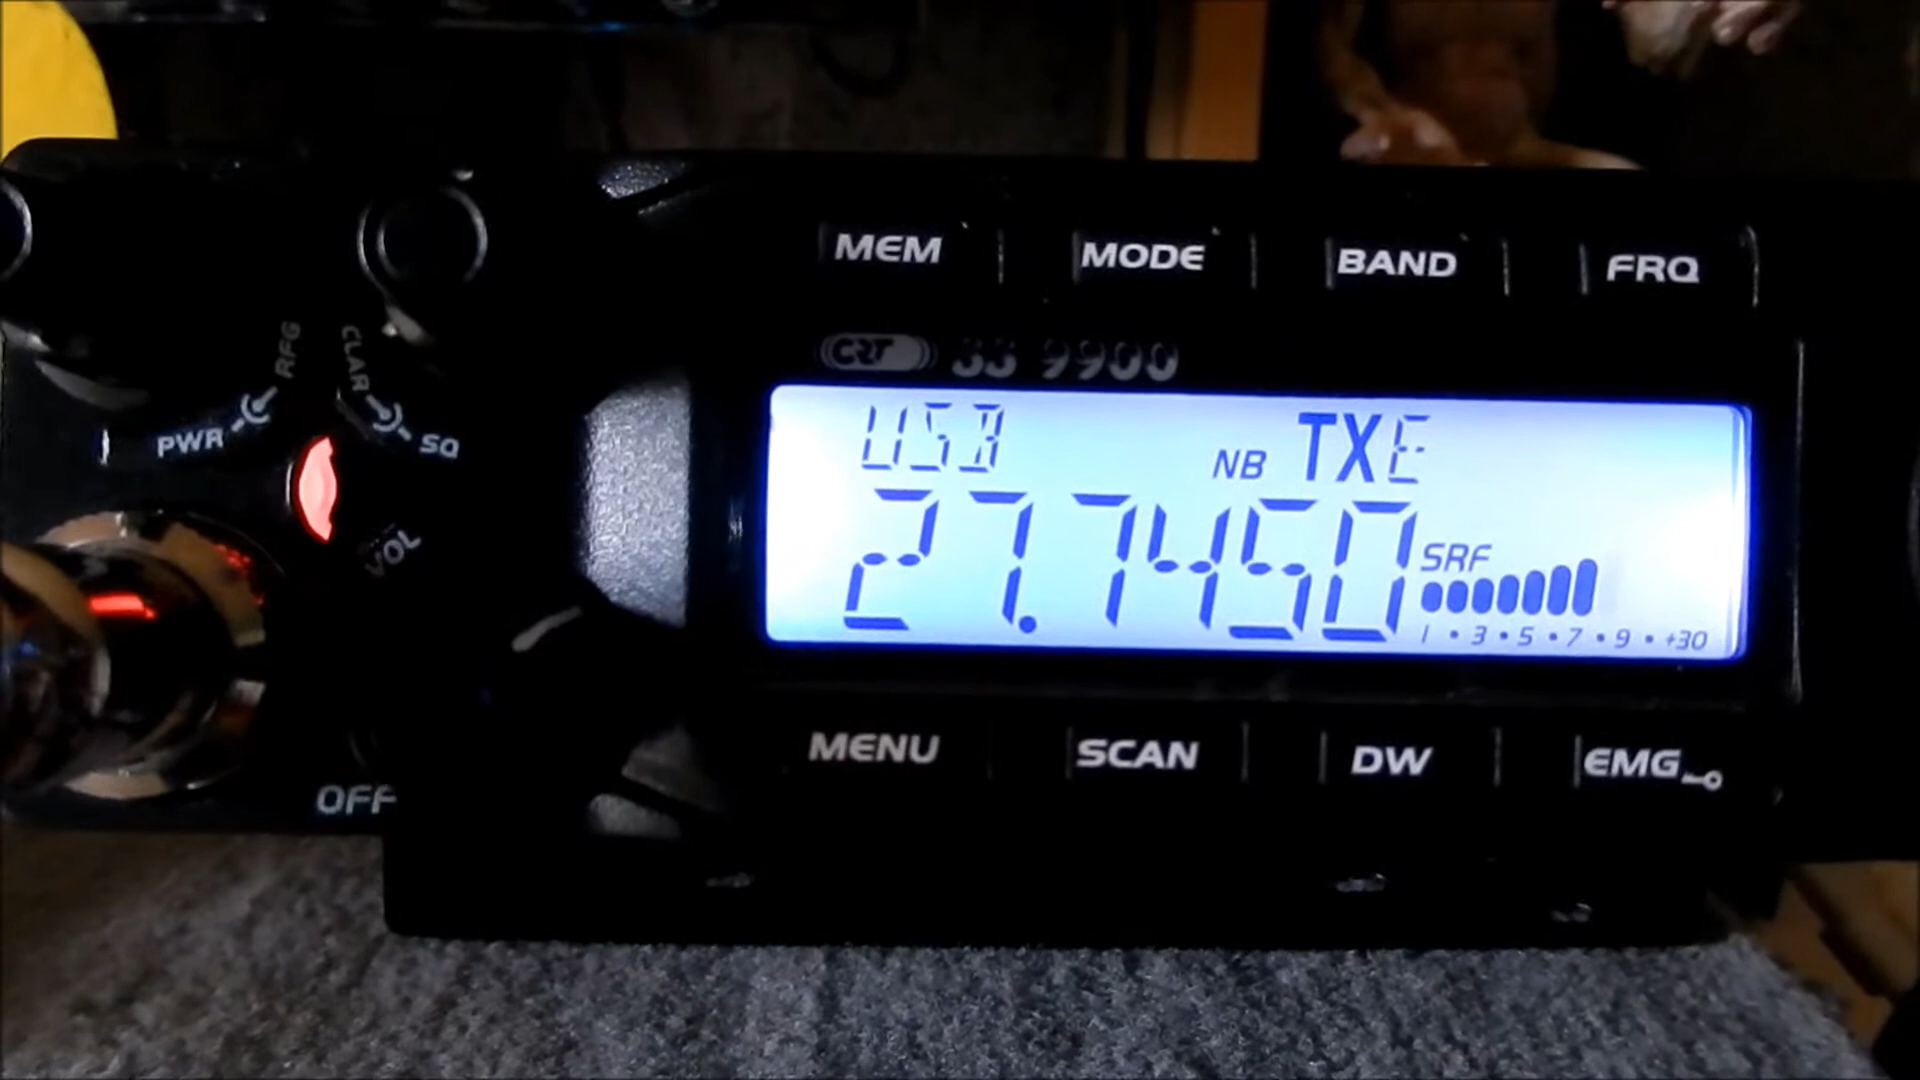 MEM MODE BAND FRQ
CRT SS 9900
RFG CLAR
PWR SQ
USB NB TX E
27.7450 SRF
1 • 3 • 5 • 7 • 9 • +30
VOL
MENU SCAN DW EMG
OFF